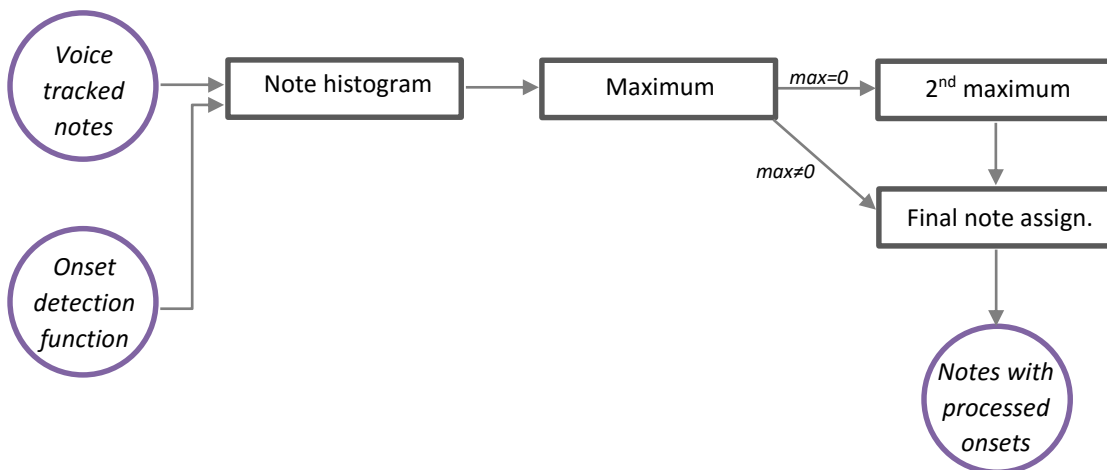 Voice
tracked
notes
Note histogram
Maximum
max=0
2nd maximum
max≠0
Final note assign.
Onset
detection
function
Notes with
processed
onsets